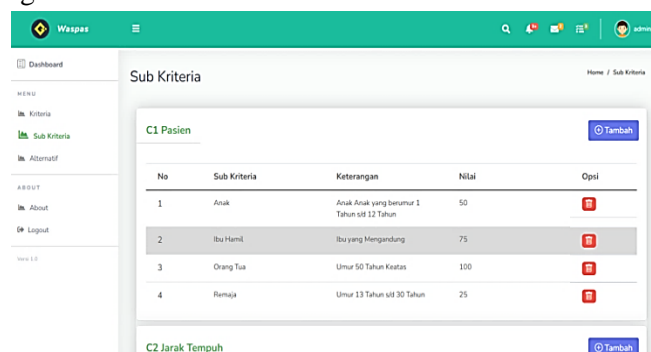 g
Waspas
admin
Dashboard
MENU
Kriteria
Sub Kriteria
Alternatif
ABOUT
About
Logout
Versi 1.0
Sub Kriteria
Home / Sub Kriteria
C1 Pasien
Tambah
No Sub Kriteria Keterangan Nilai Opsi
1 Anak Anak Anak yang berumur 1 50
Tahun s/d 12 Tahun
2 Ibu Hamil Ibu yang Mengandung 75
3 Orang Tua Umur 50 Tahun Keatas 100
4 Remaja Umur 13 Tahun s/d 30 Tahun 25
C2 Jarak Tempuh
Tambah